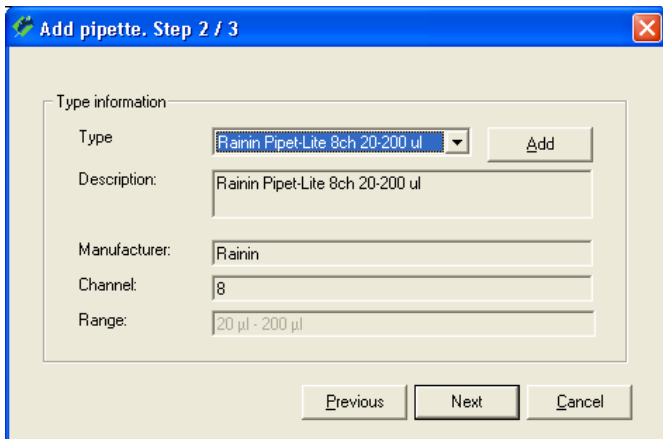 Add pipette. Step 2 / 3
Type information
Type
Rainin Pipet-Lite 8ch 20-200 ul
Add
Description:
Rainin Pipet-Lite 8ch 20-200 ul
Manufacturer:
Rainin
Channel:
8
Range:
20 µl - 200 µl
Previous
Next
Cancel